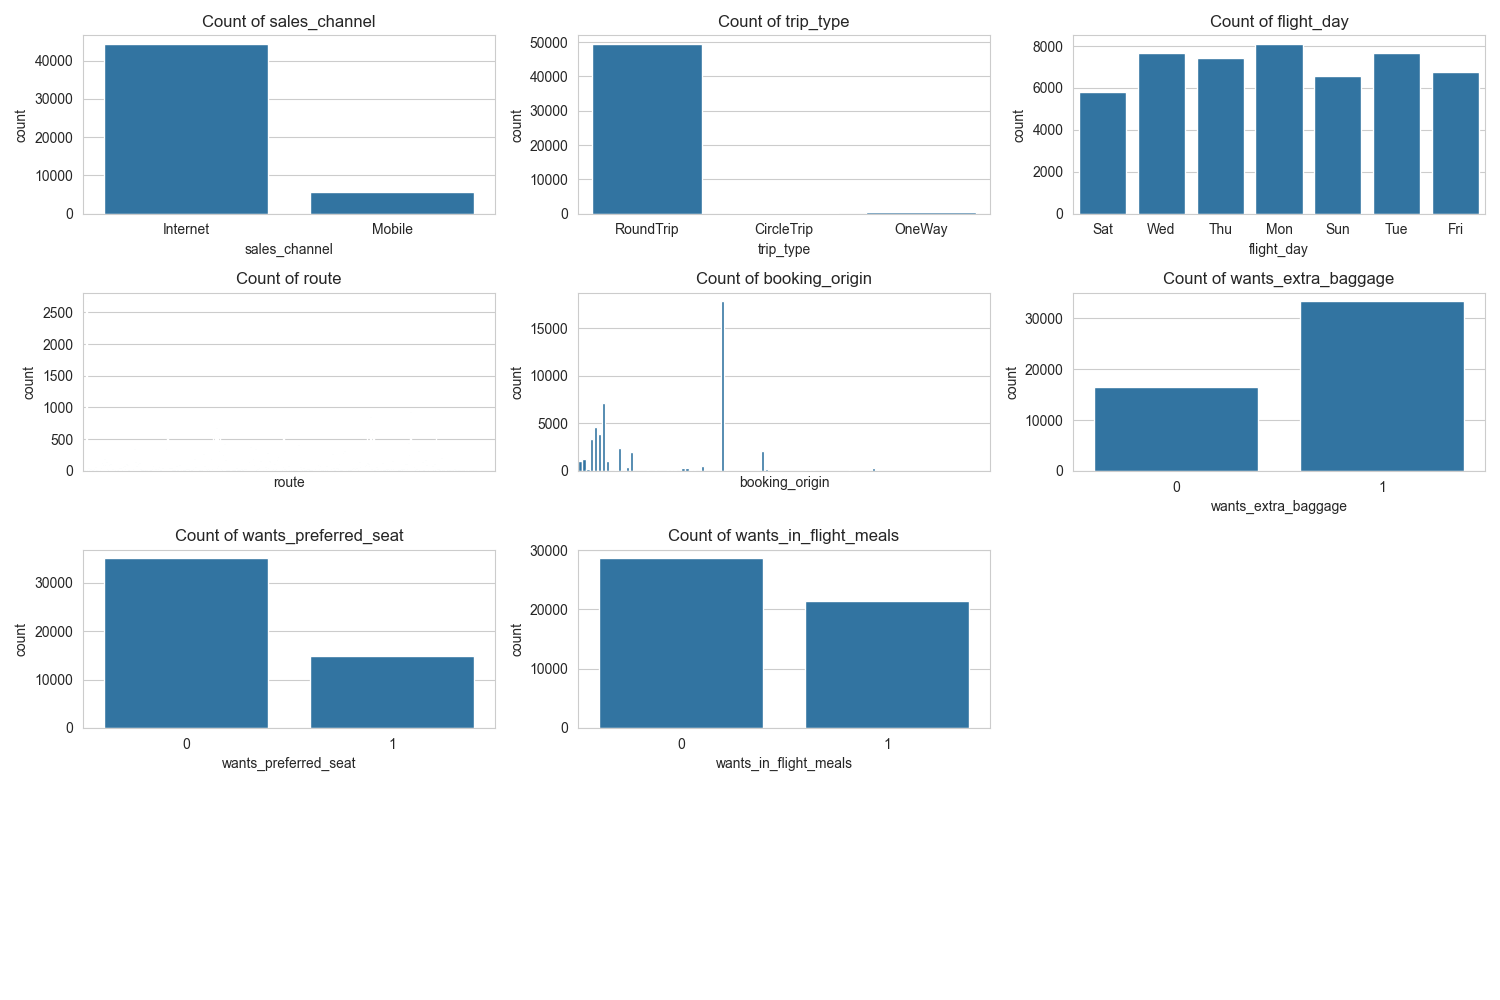 Count of sales_channel
count
40000
30000
20000
10000
0
Internet
Mobile
sales_channel
Count of trip_type
count
50000
40000
30000
20000
10000
0
RoundTrip
CircleTrip
OneWay
trip_type
Count of flight_day
count
8000
6000
4000
2000
0
Sat
Wed
Thu
Mon
Sun
Tue
Fri
flight_day
Count of route
count
2500
2000
1500
1000
500
0
route
Count of booking_origin
count
15000
10000
5000
0
booking_origin
Count of wants_extra_baggage
count
30000
20000
10000
0
0
1
wants_extra_baggage
Count of wants_preferred_seat
count
30000
20000
10000
0
0
1
wants_preferred_seat
Count of wants_in_flight_meals
count
30000
20000
10000
0
0
1
wants_in_flight_meals